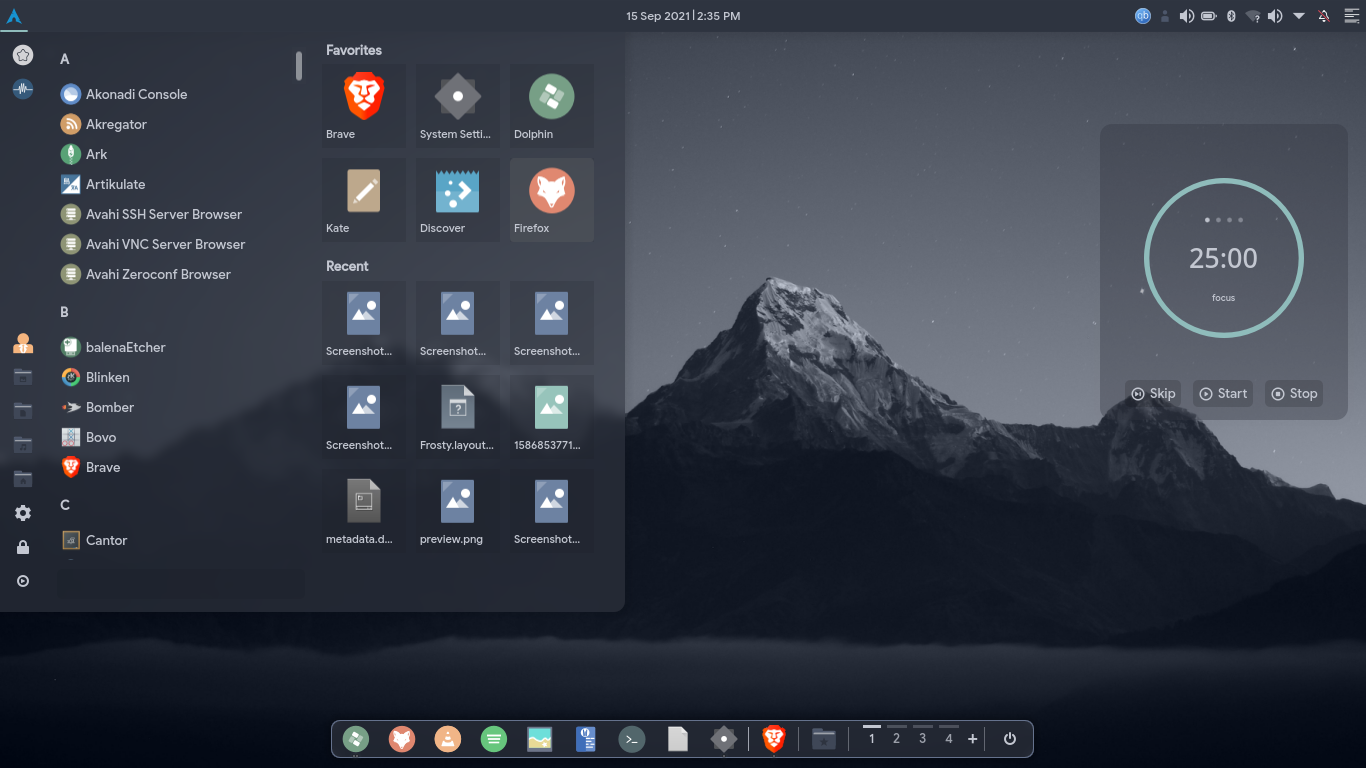 15 Sep 2021 | 2:35 PM
qb
A
Akonadi Console
Akregator
Ark
Artikulate
Avahi SSH Server Browser
Avahi VNC Server Browser
Avahi Zeroconf Browser
B
balenaEtcher
Blinken
Bomber
Bovo
Brave
C
Cantor
Favorites
Brave
System Setti...
Dolphin
Kate
Discover
Firefox
Recent
Screenshot...
Screenshot...
Screenshot...
Screenshot...
Frosty.layout...
1586853771...
metadata.d...
preview.png
Screenshot...
25:00
focus
Skip
Start
Stop
1 2 3 4 +